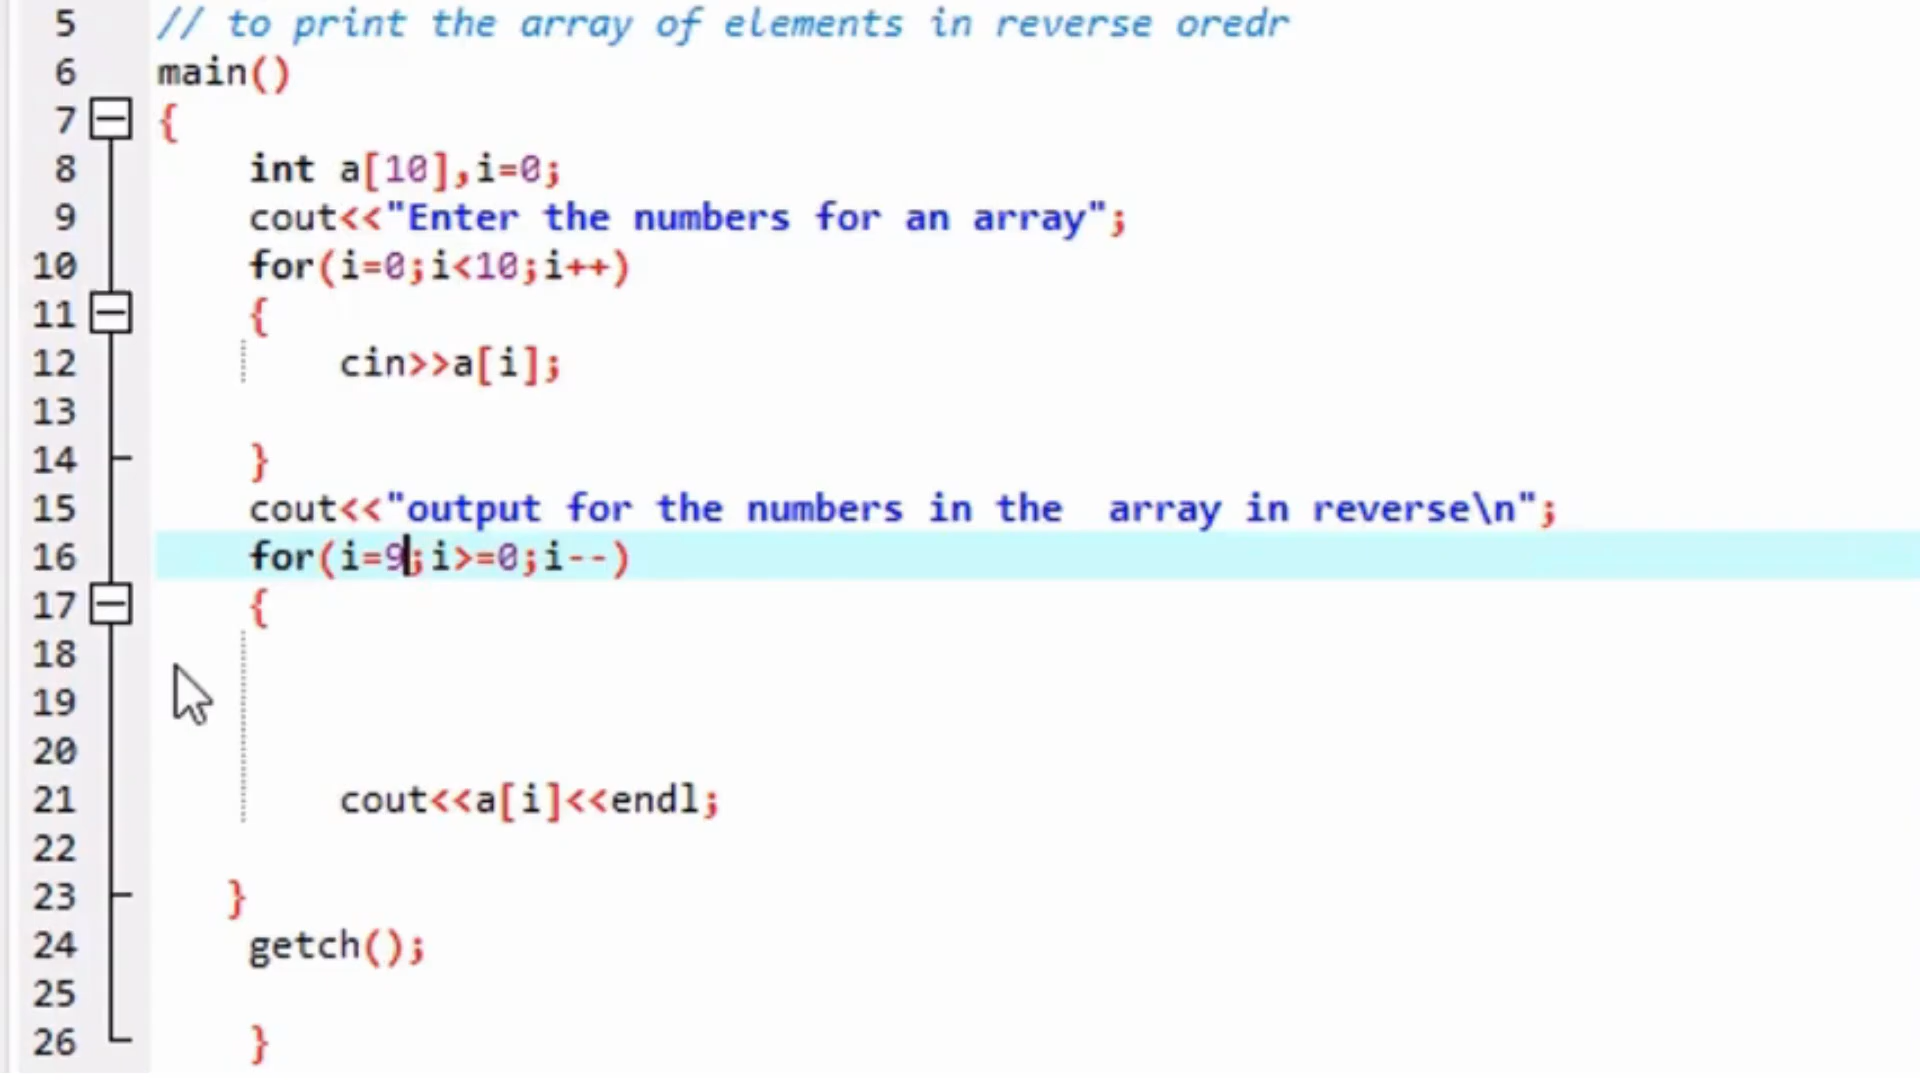 5 // to print the array of elements in reverse oredr
6 main()
7 {
8 int a[10],i=0;
9 cout<<"Enter the numbers for an array";
10 for(i=0;i<10;i++)
11 {
12 cin>>a[i];
13
14 }
15 cout<<"output for the numbers in the  array in reverse\n";
16 for(i=9;i>=0;i--)
17 {
18
19
20
21 cout<<a[i]<<endl;
22
23 }
24 getch();
25
26 }